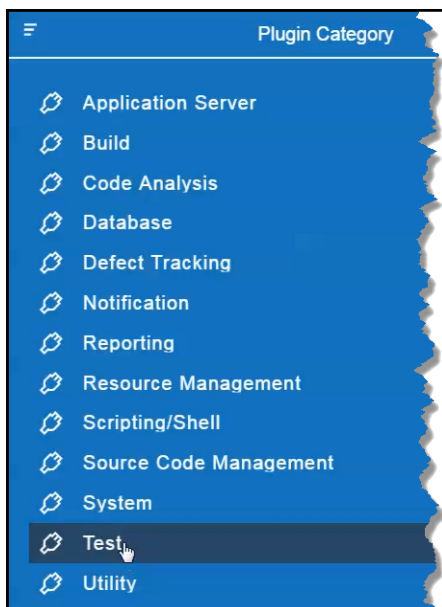 Plugin Category
Application Server
Build
Code Analysis
Database
Defect Tracking
Notification
Reporting
Resource Management
Scripting/Shell
Source Code Management
System
Test
Utility